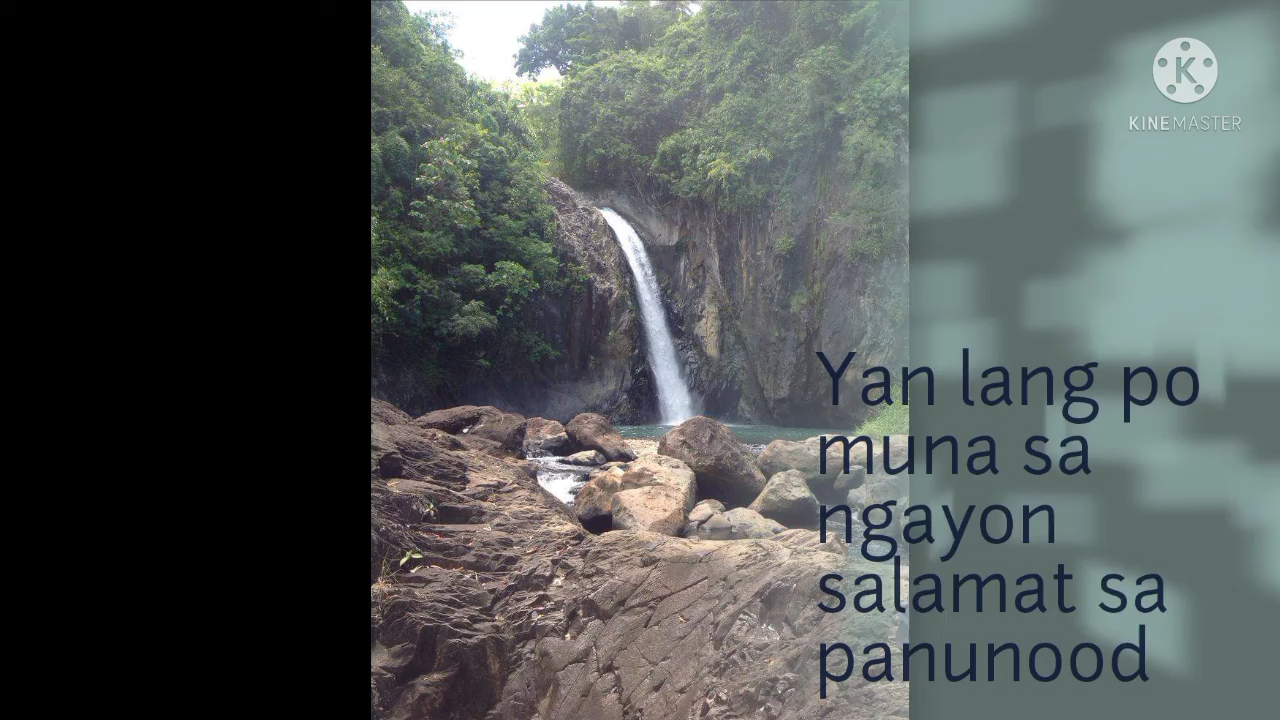 KINEMASTER
Yan lang po
muna sa
ngayon
salamat sa
panunood